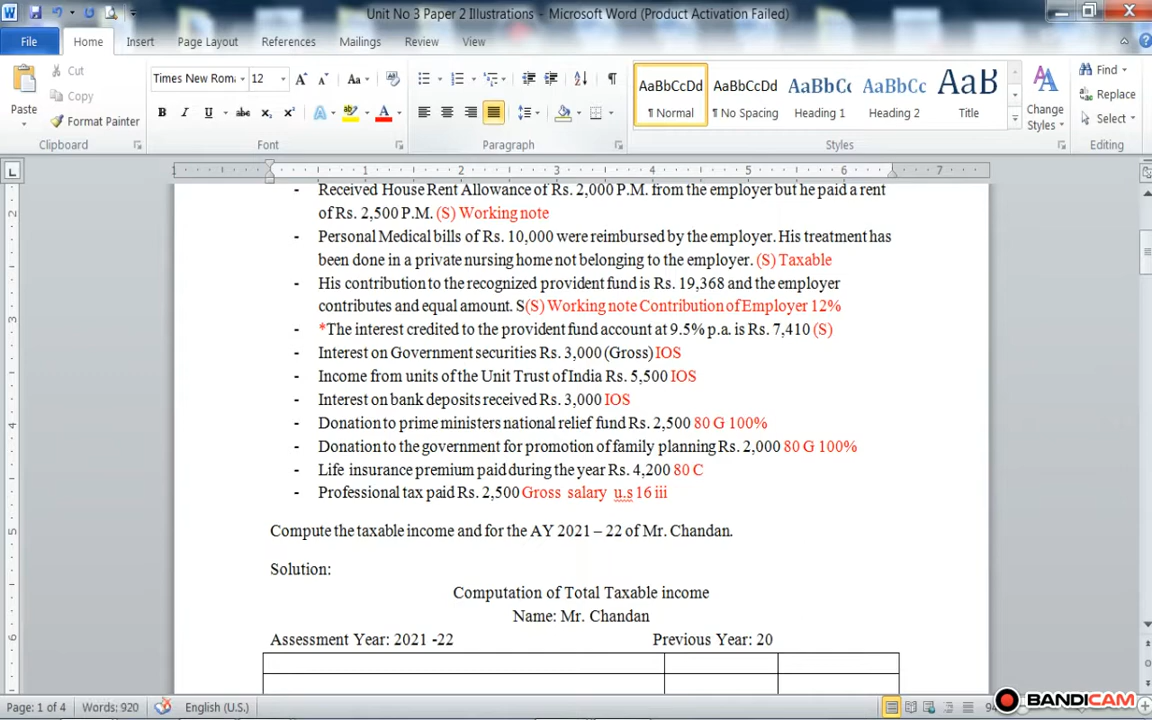 Unit No 3 Paper 2 Illustrations - Microsoft Word (Product Activation Failed)
File Home Insert Page Layout References Mailings Review View
Paste
Cut
Copy
Format Painter
Clipboard
Times New Rom 12
Font
Paragraph
AaBbCcDd AaBbCcDd AaBbCc AaBbCc AaB
¶ Normal ¶ No Spacing Heading 1 Heading 2 Title
Styles
Change Styles
Find
Replace
Select
Editing
1 1 2 3 4 5 6 7
- Received House Rent Allowance of Rs. 2,000 P.M. from the employer but he paid a rent
of Rs. 2,500 P.M. (S) Working note
- Personal Medical bills of Rs. 10,000 were reimbursed by the employer. His treatment has
been done in a private nursing home not belonging to the employer. (S) Taxable
- His contribution to the recognized provident fund is Rs. 19,368 and the employer
contributes and equal amount. S(S) Working note Contribution of Employer 12%
- *The interest credited to the provident fund account at 9.5% p.a. is Rs. 7,410 (S)
- Interest on Government securities Rs. 3,000 (Gross) IOS
- Income from units of the Unit Trust of India Rs. 5,500 IOS
- Interest on bank deposits received Rs. 3,000 IOS
- Donation to prime ministers national relief fund Rs. 2,500 80 G 100%
- Donation to the government for promotion of family planning Rs. 2,000 80 G 100%
- Life insurance premium paid during the year Rs. 4,200 80 C
- Professional tax paid Rs. 2,500 Gross salary u.s 16 iii
Compute the taxable income and for the AY 2021 – 22 of Mr. Chandan.
Solution:
Computation of Total Taxable income
Name: Mr. Chandan
Assessment Year: 2021 -22 Previous Year: 20
Page: 1 of 4 Words: 920 English (U.S.)
BANDICAM